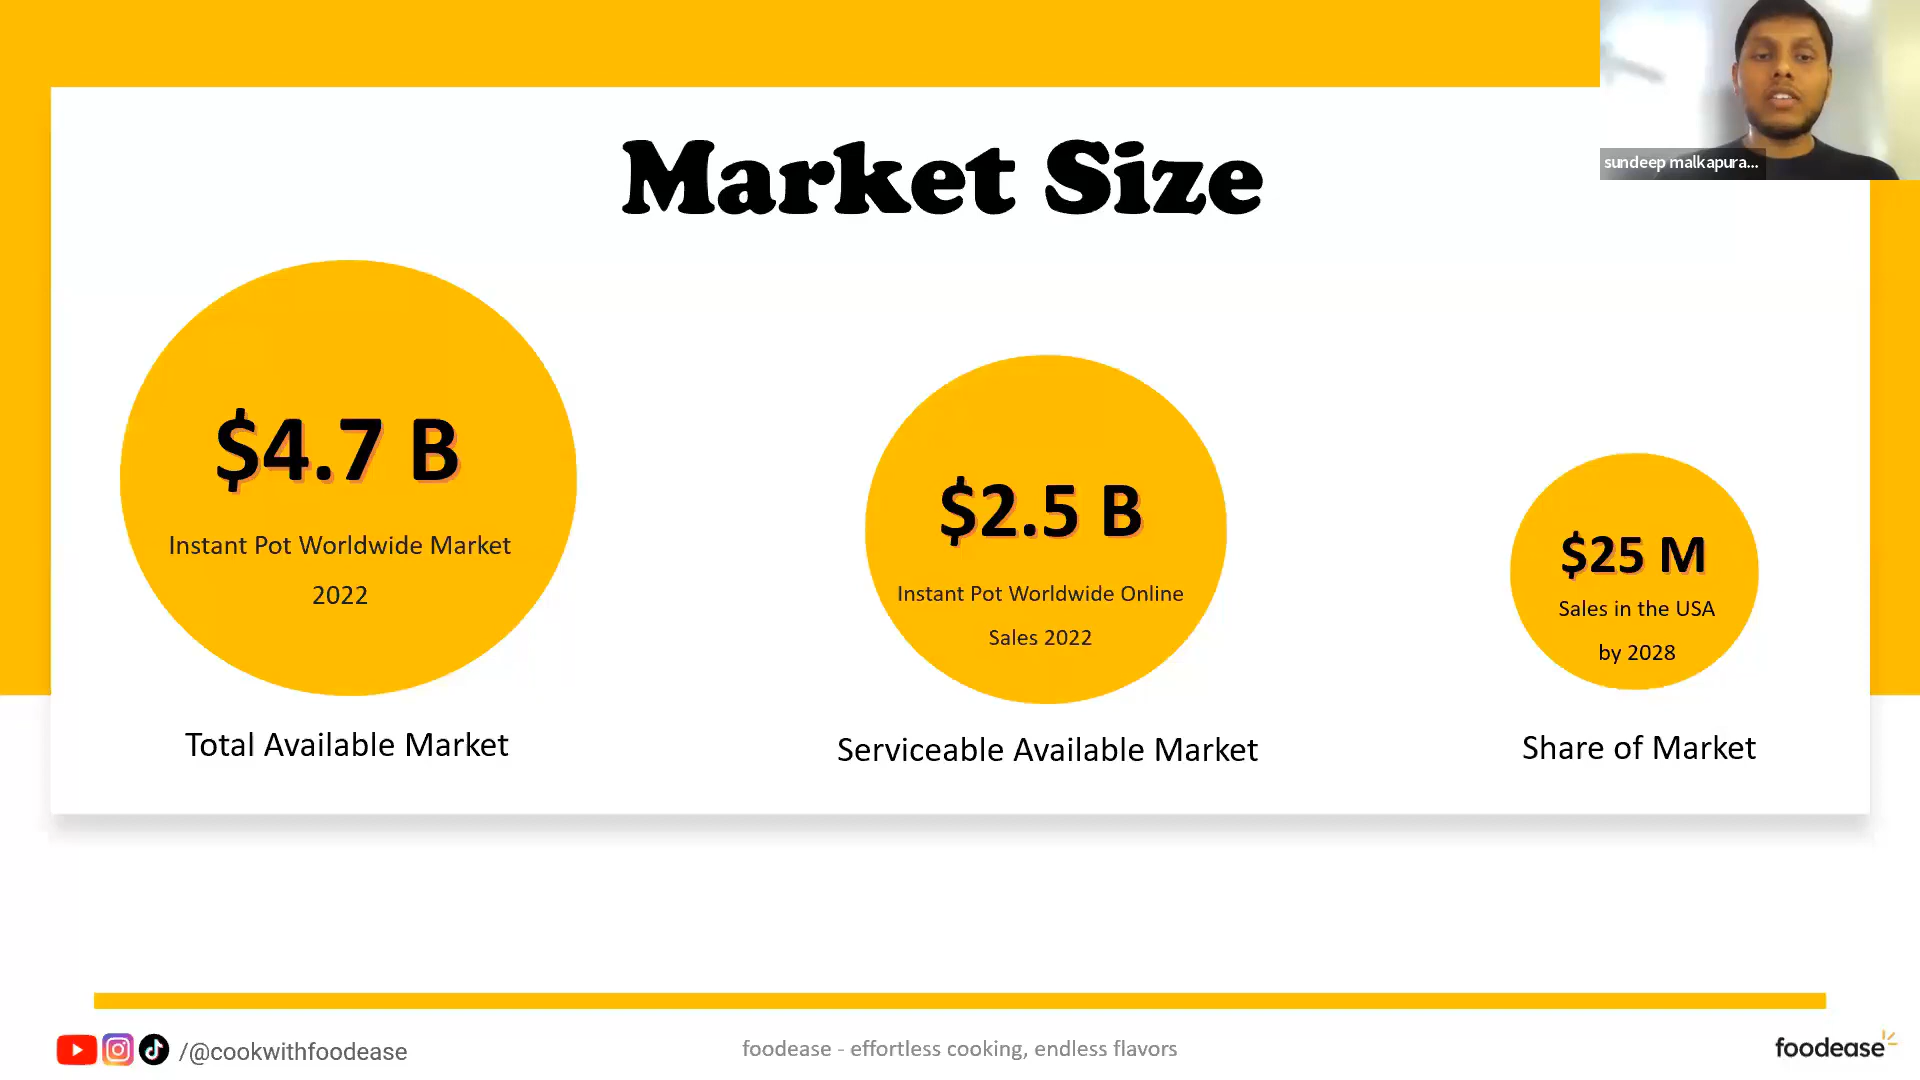 sundeep malkapura...
Market Size
$4.7 B
Instant Pot Worldwide Market
2022
Total Available Market
$2.5 B
Instant Pot Worldwide Online
Sales 2022
Serviceable Available Market
$25 M
Sales in the USA
by 2028
Share of Market
/@cookwithfoodease
foodease - effortless cooking, endless flavors
foodease